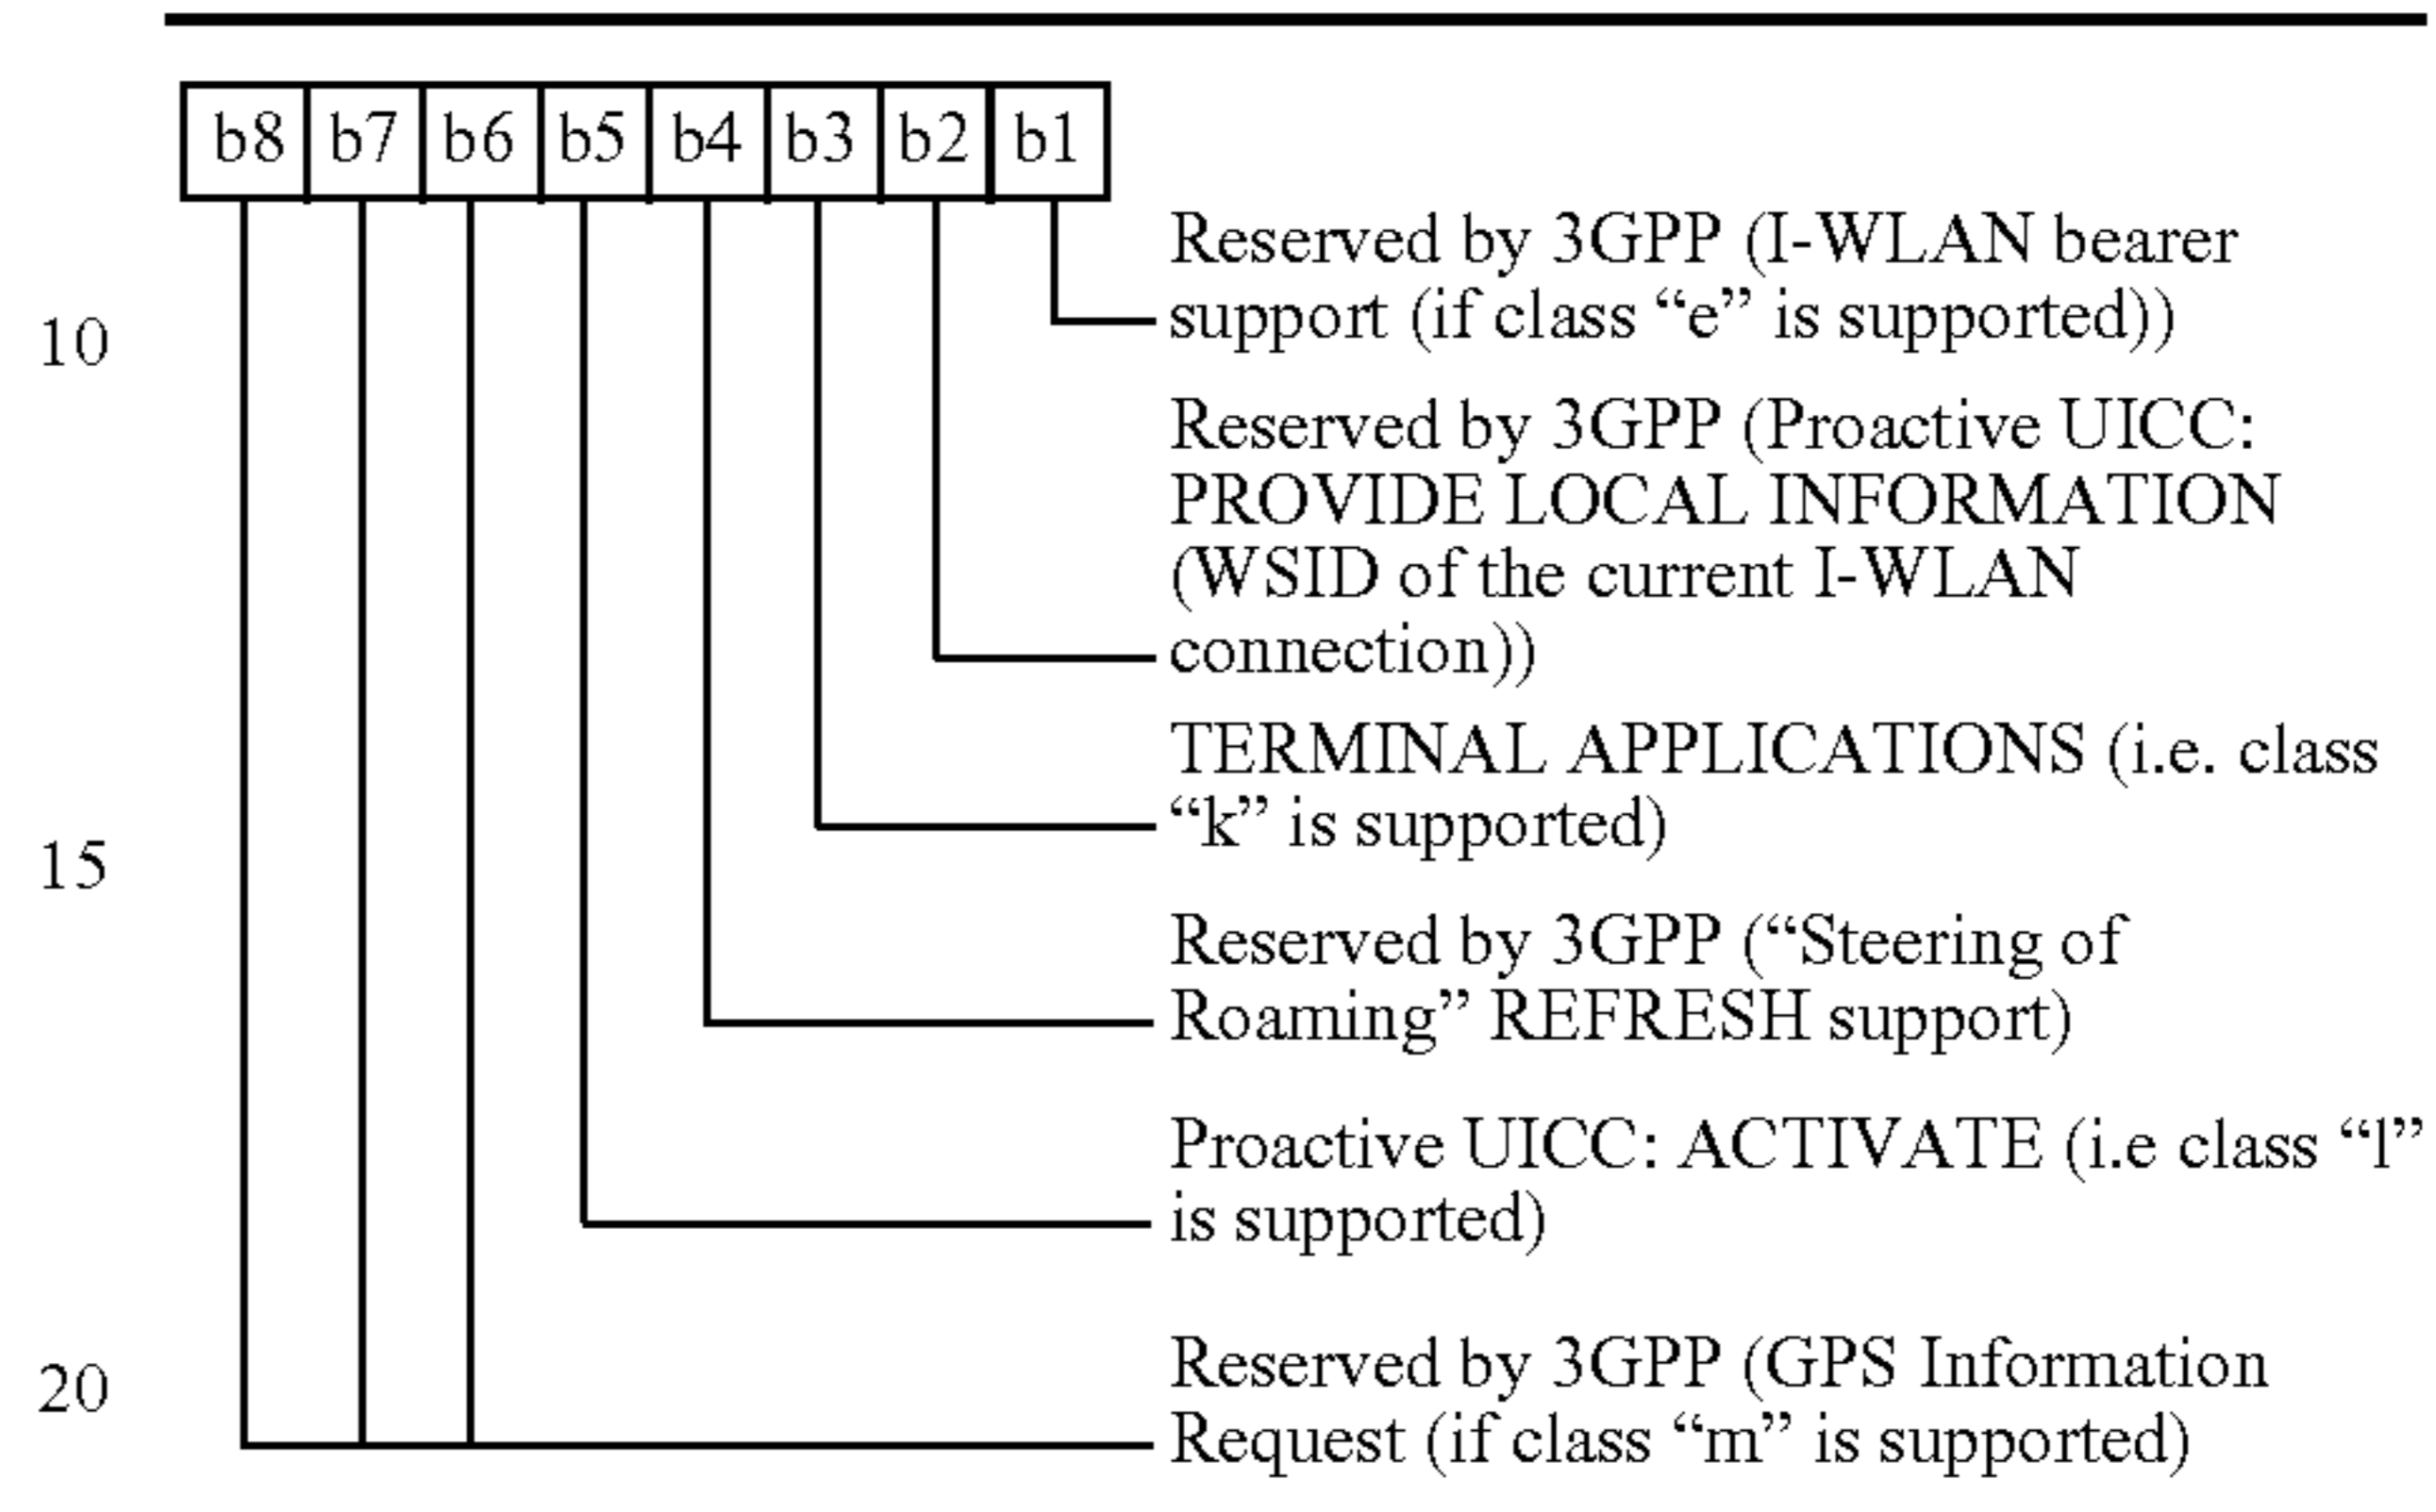 b8 b7 b6 b5 b4 b3 b2 b1
Reserved by 3GPP (I-WLAN bearer
10
support (if class “e” is supported))
Reserved by 3GPP (Proactive UICC:
PROVIDE LOCAL INFORMATION
(WSID of the current I-WLAN
connection))
TERMINAL APPLICATIONS (i.e. class
“k” is supported)
15
Reserved by 3GPP (“Steering of
Roaming” REFRESH support)
Proactive UICC: ACTIVATE (i.e class “l”
is supported)
Reserved by 3GPP (GPS Information
20
Request (if class “m” is supported)